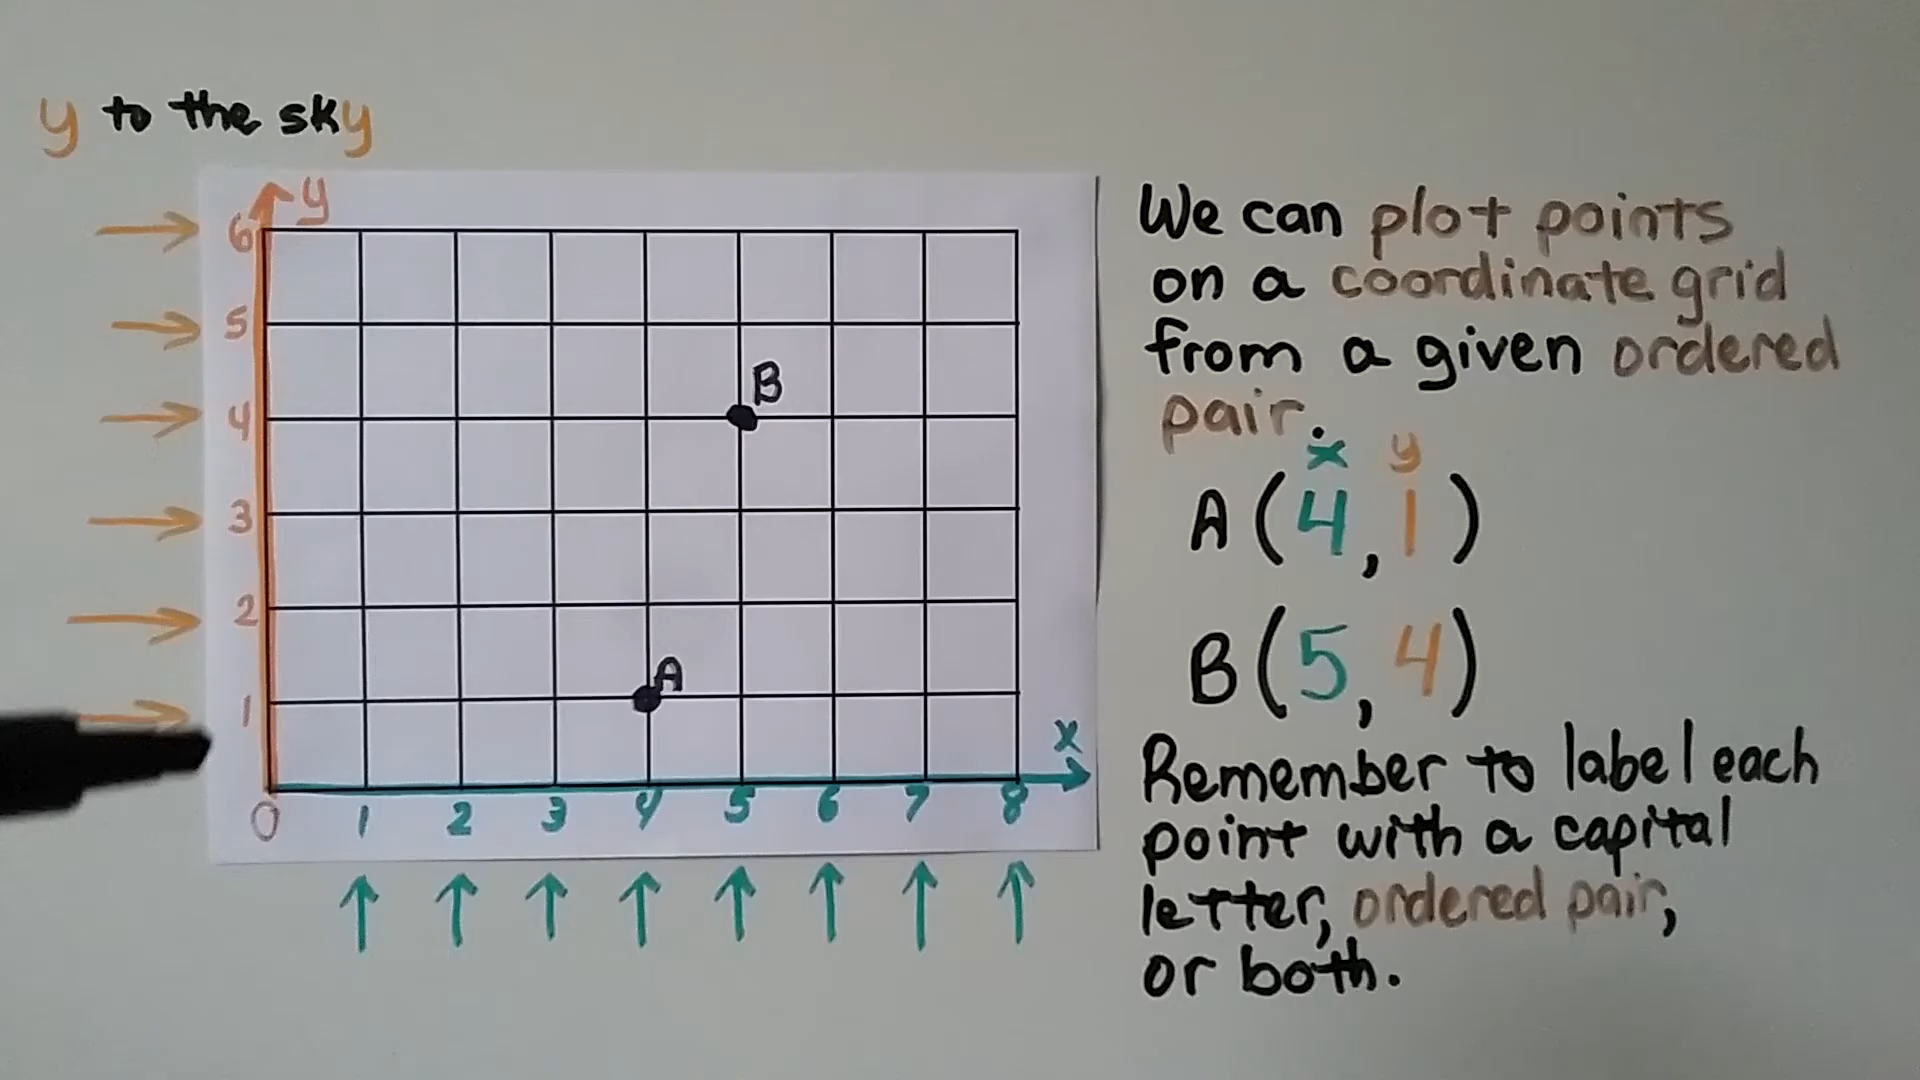 y to the sky
y
6
5
B
4
3
2
A
1
x
0 1 2 3 4 5 6 7 8
We can plot points
on a coordinate grid
from a given ordered
pair.
x y
A(4,1)
B(5,4)
Remember to label each
point with a capital
letter, ordered pair,
or both.